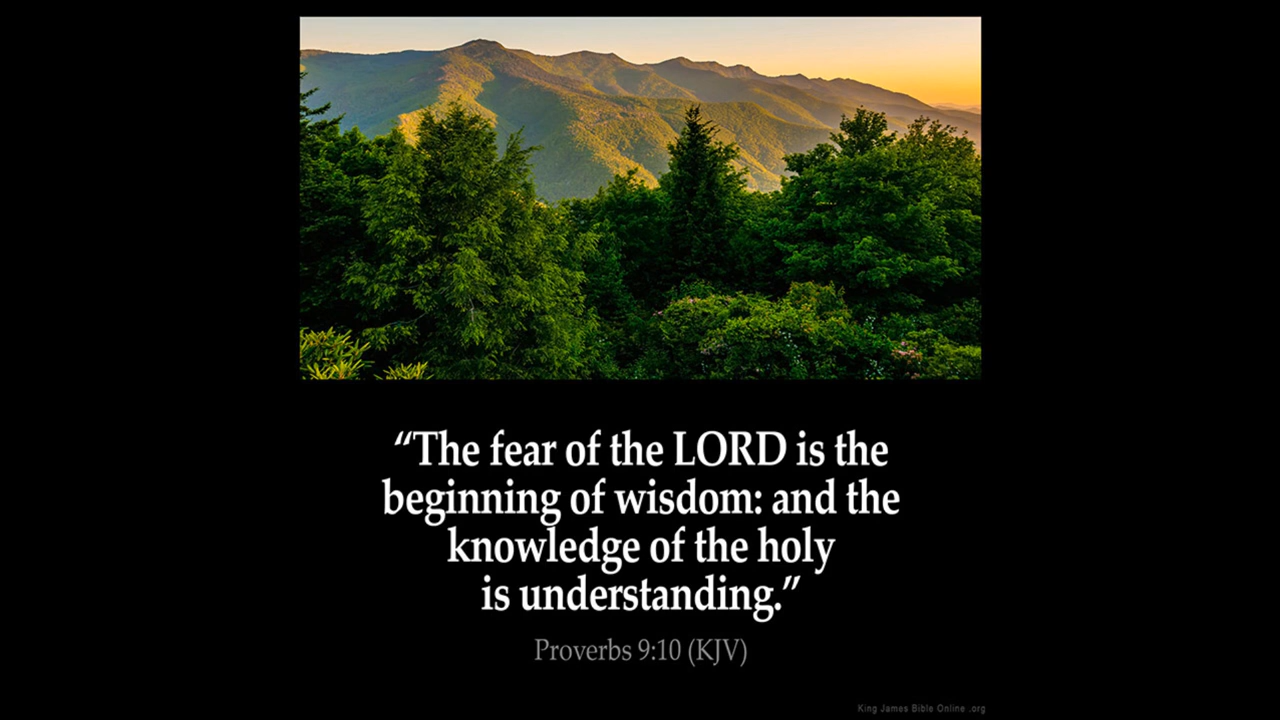 “The fear of the LORD is the
beginning of wisdom: and the
knowledge of the holy
is understanding.”
Proverbs 9:10 (KJV)
King James Bible Online .org